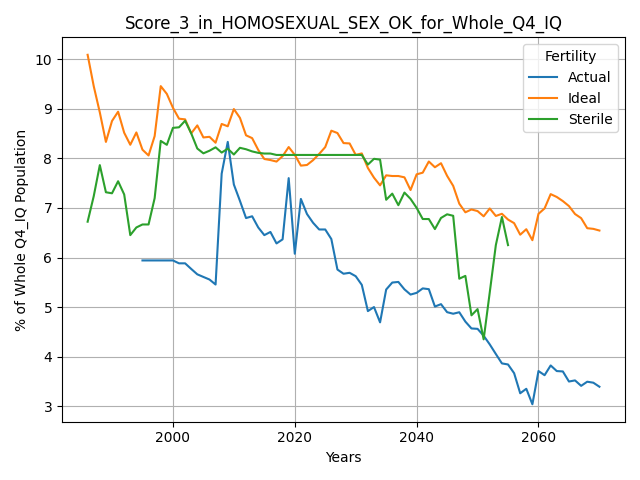 Score_3_in_HOMOSEXUAL_SEX_OK_for_Whole_Q4_IQ
Fertility
Actual
Ideal
Sterile
% of Whole Q4_IQ Population
10
9
8
7
6
5
4
3
2000
2020
2040
2060
Years